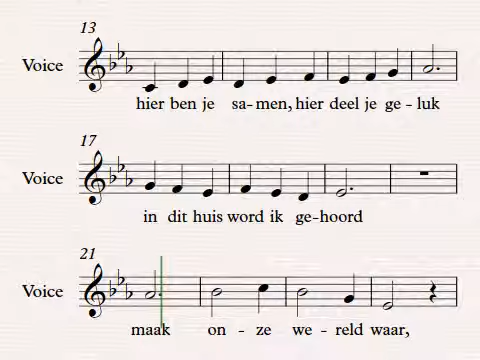 13
Voice
hier ben je sa-men, hier deel je ge-luk
17
Voice
in dit huis word ik ge-hoord
21
Voice
maak on - ze we - reld waar,